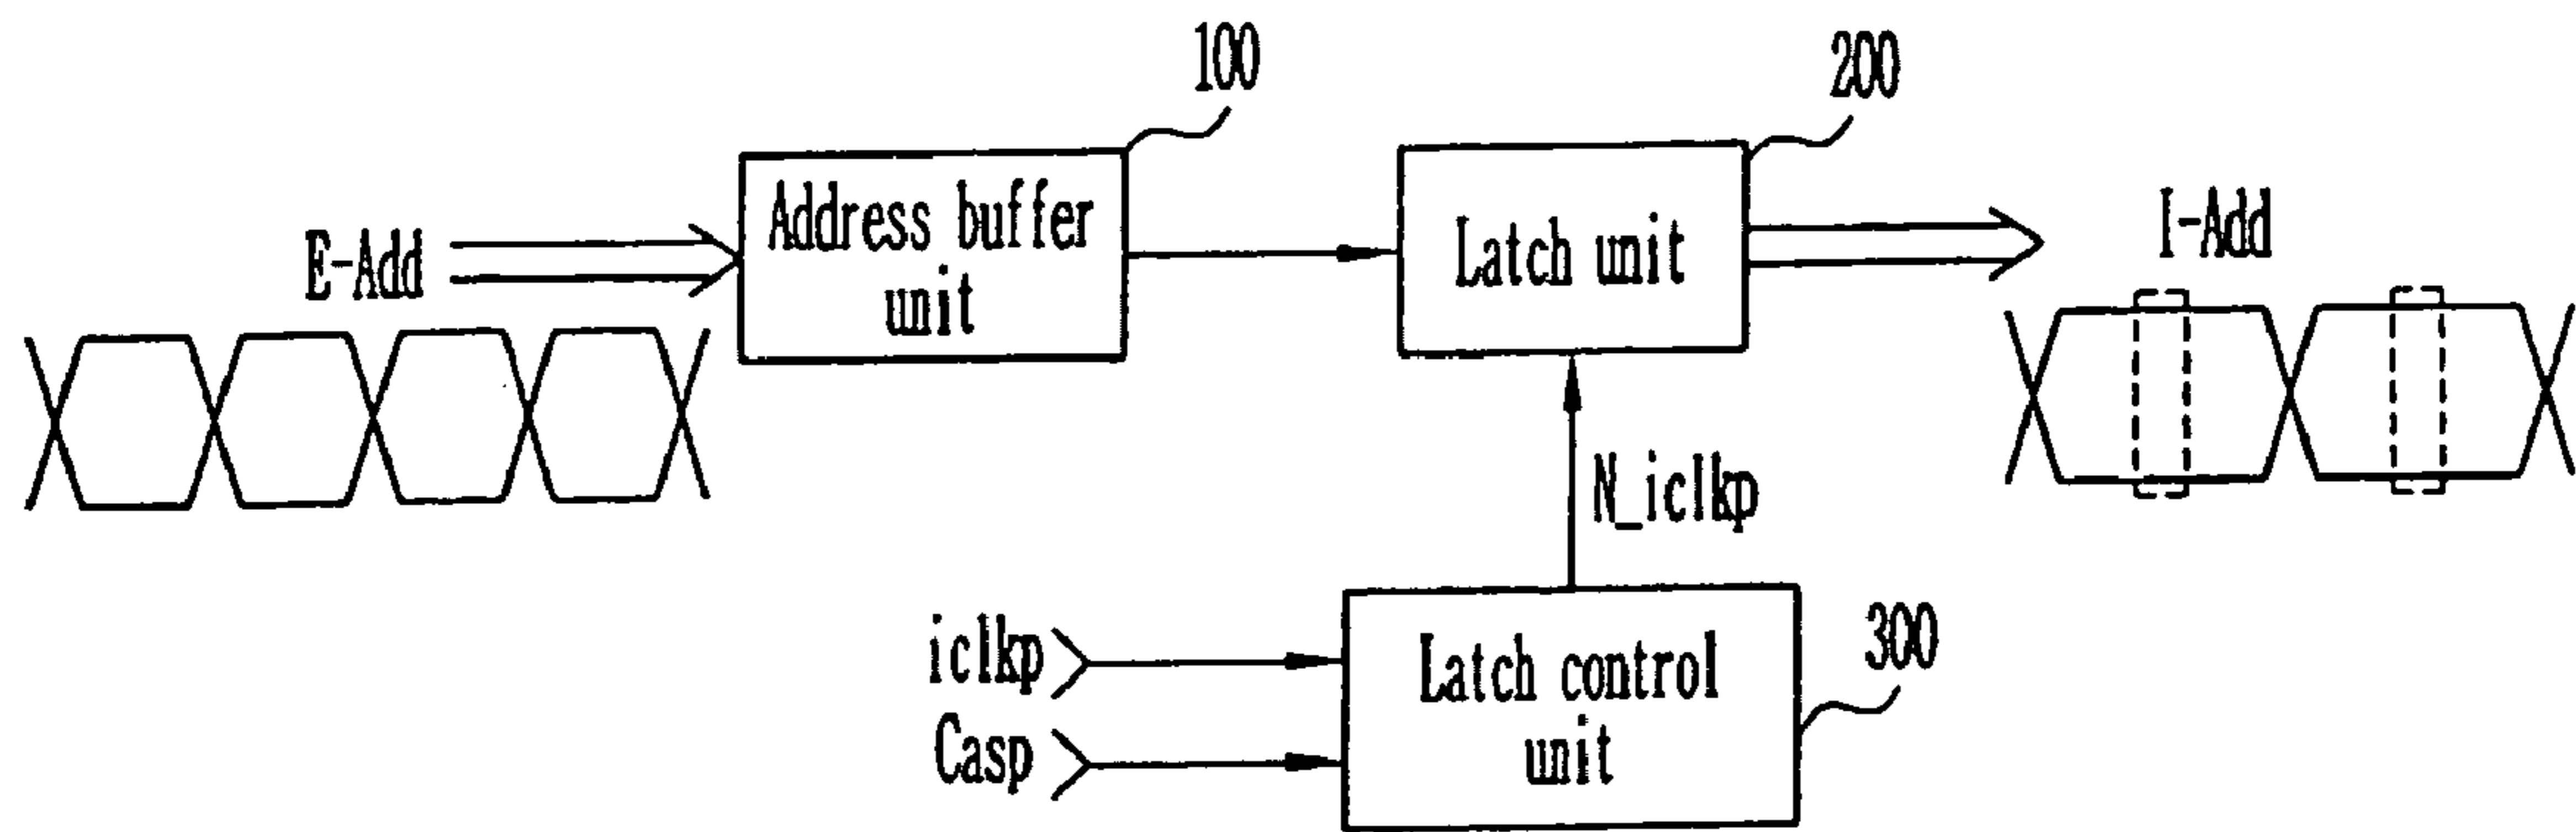 100
200
E-Add
Address buffer
unit
Latch unit
I-Add
N_iclkp
iclkp
Casp
Latch control
unit
300